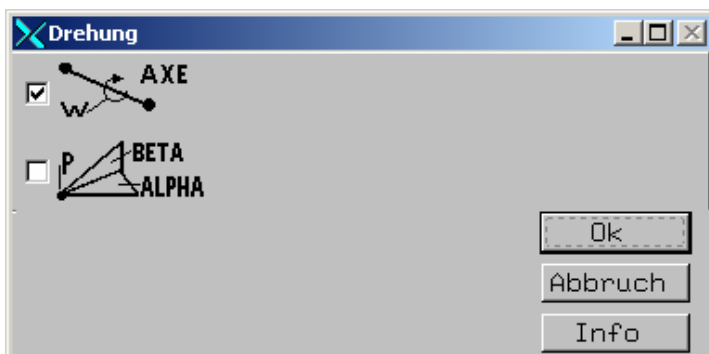 Drehung
AXE
W
P
BETA
ALPHA
Ok
Abbruch
Info